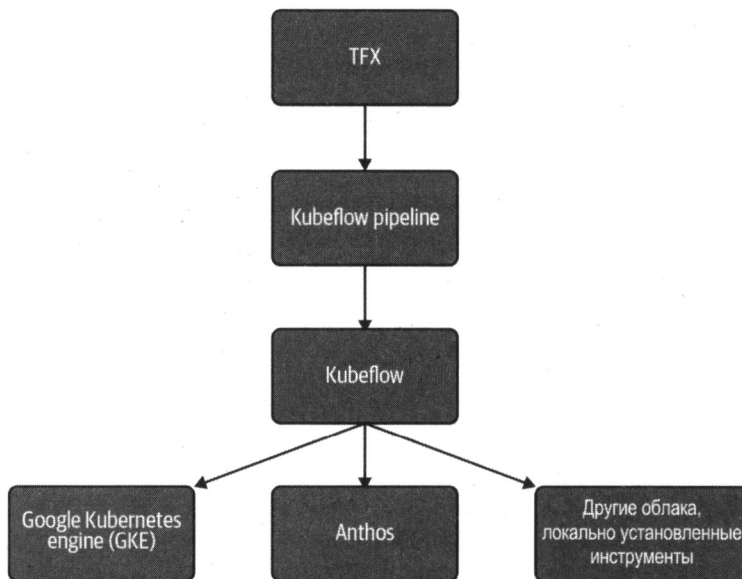 TFX
Kubeflow pipeline
Kubeflow
Google Kubernetes
engine (GKE)
Anthos
Другие облака,
локально установленные
инструменты